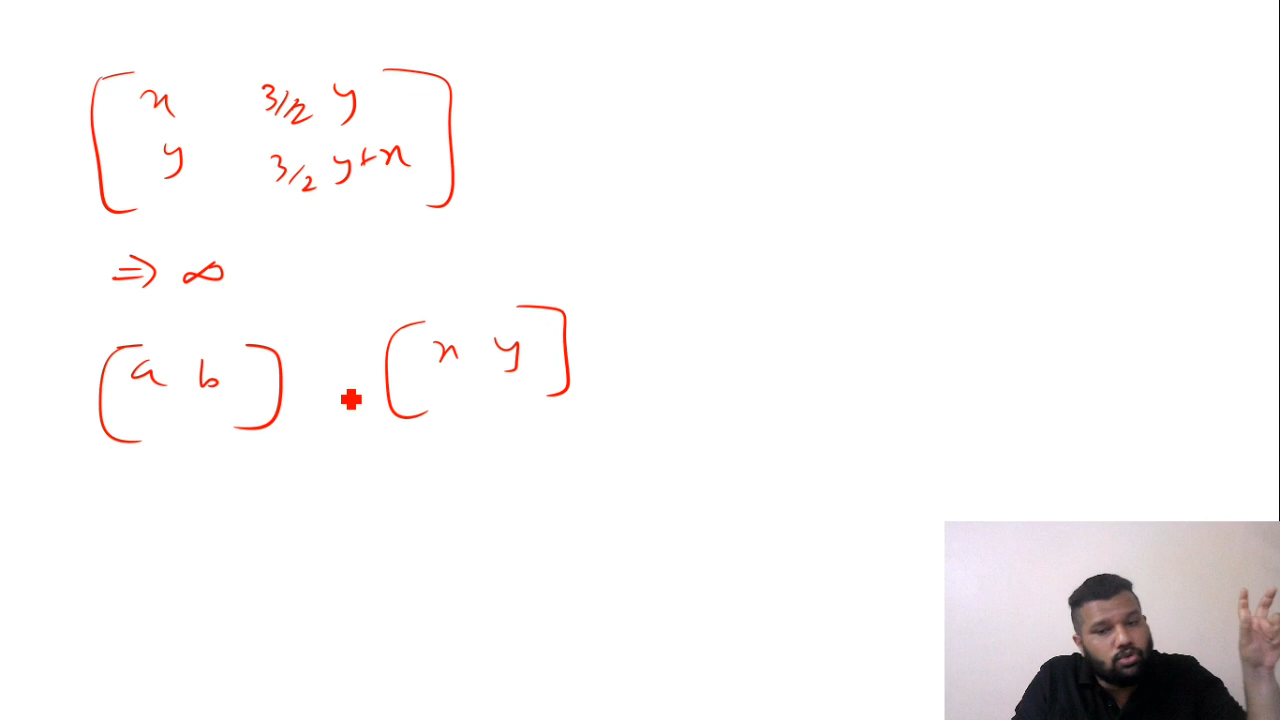 x 3/2 y
y 3/2 y+x
⇒ ∞
[a b] [x y]